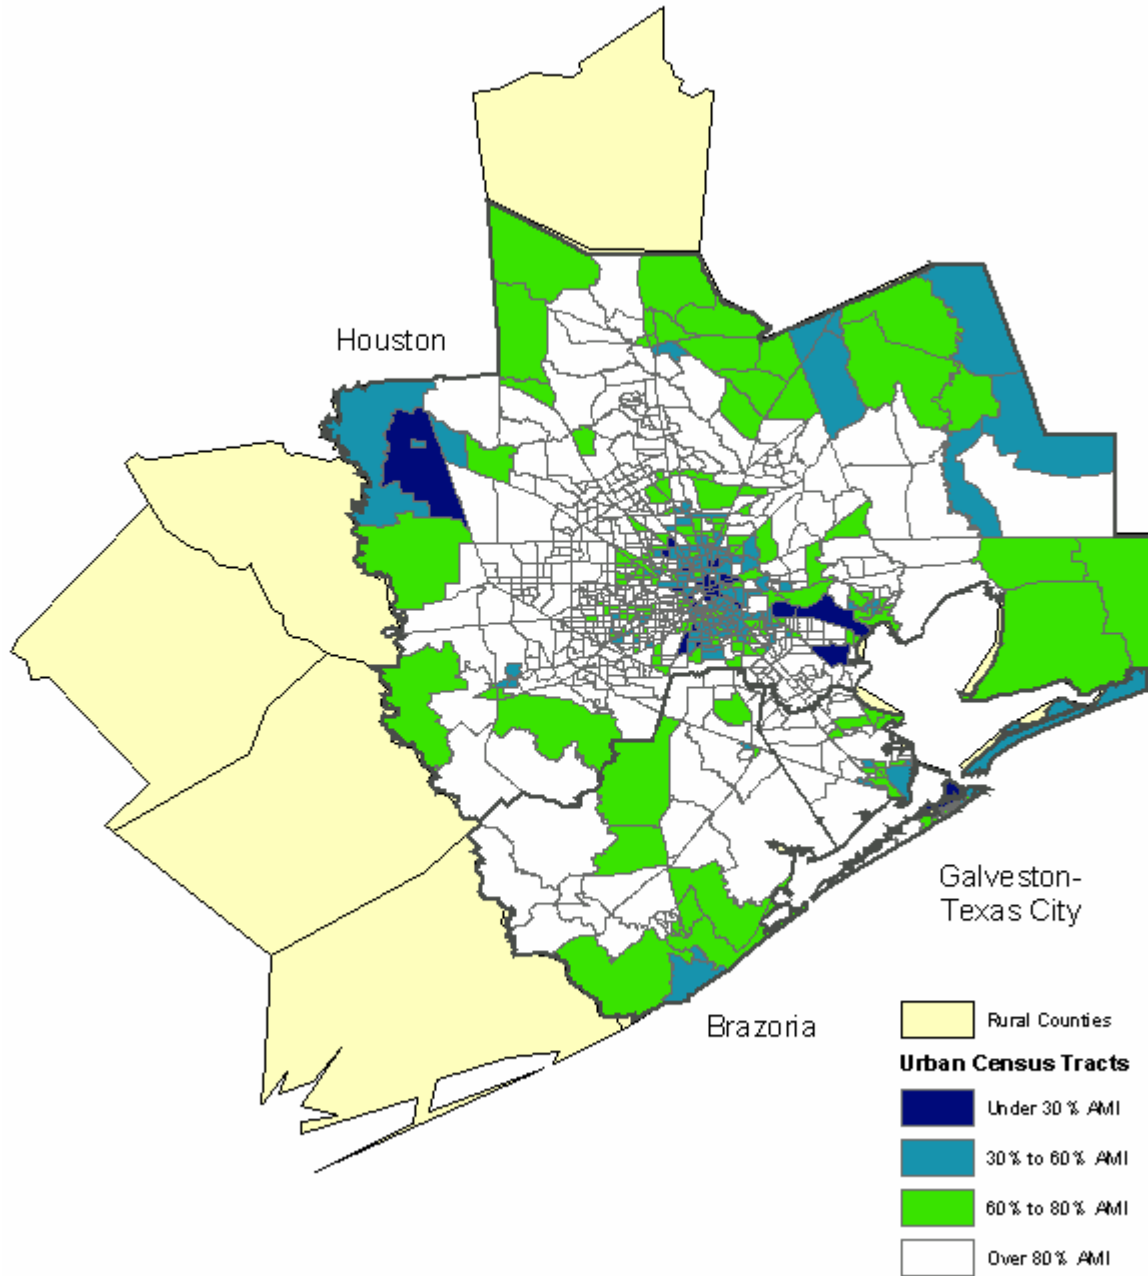 Houston
Galveston-
Texas City
Brazoria
Rural Counties
Urban Census Tracts
Under 30% AMI
30% to 60% AMI
60% to 80% AMI
Over 80% AMI